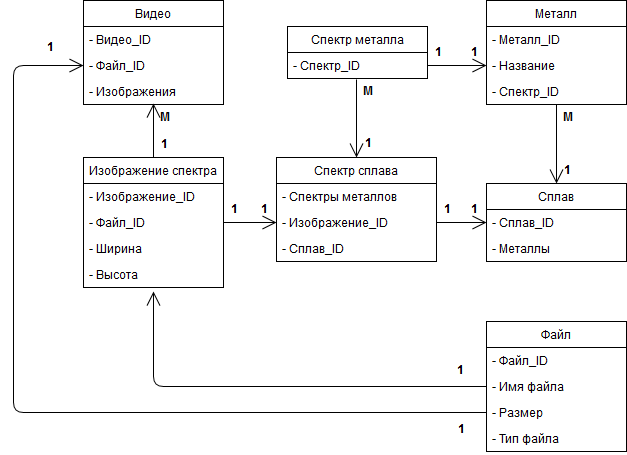 Видео
- Видео_ID
- Файл_ID
- Изображения
Спектр металла
- Спектр_ID
Металл
- Металл_ID
- Название
- Спектр_ID
1
1
1
M
M
M
1
1
1
Изображение спектра
- Изображение_ID
- Файл_ID
- Ширина
- Высота
1
1
Спектр сплава
- Спектры металлов
- Изображение_ID
- Сплав_ID
1
1
Сплав
- Сплав_ID
- Металлы
Файл
- Файл_ID
- Имя файла
- Размер
- Тип файла
1
1